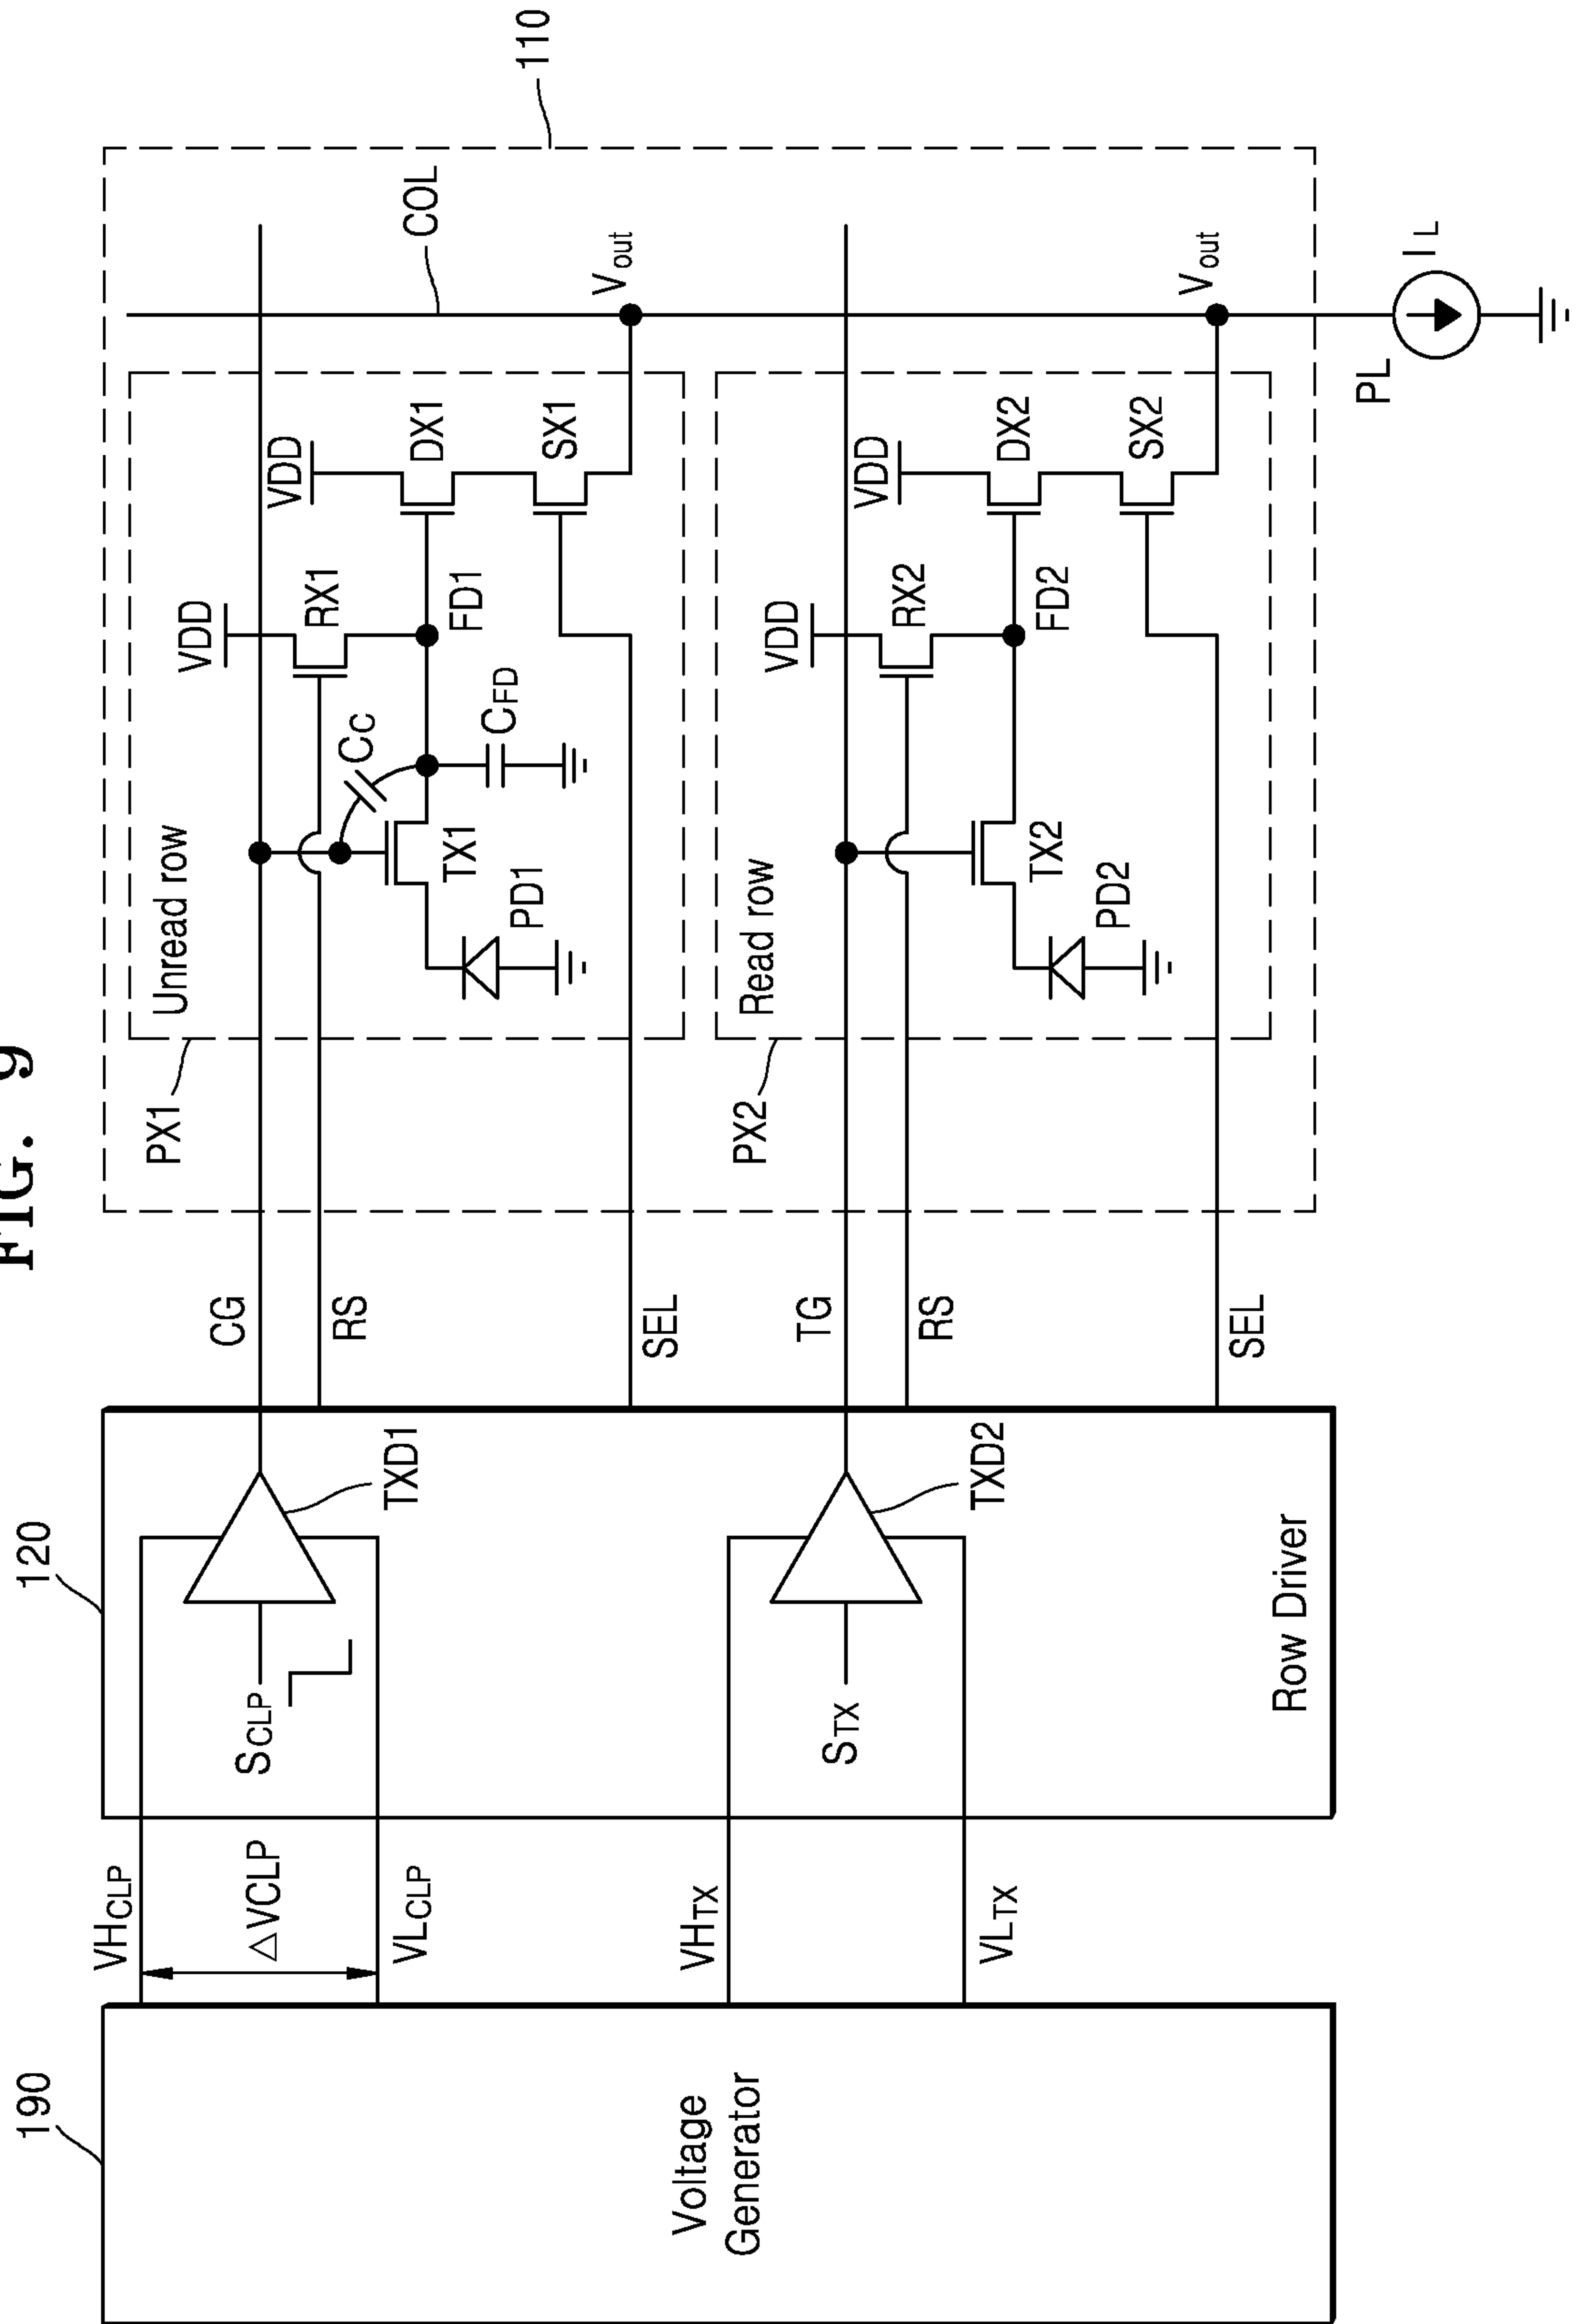 FIG. 9
190
120
110
Voltage
Generator
VHCLP
△VCLP
VLCLP
VHTX
VLTX
SCLP
TXD1
STX
TXD2
Row Driver
CG
RS
SEL
TG
RS
SEL
PX1
Unread row
VDD
RX1
VDD
CC
TX1
CFD
FD1
DX1
PD1
SX1
COL
Vout
PX2
Read row
VDD
RX2
VDD
TX2
FD2
DX2
PD2
SX2
Vout
PL
IL